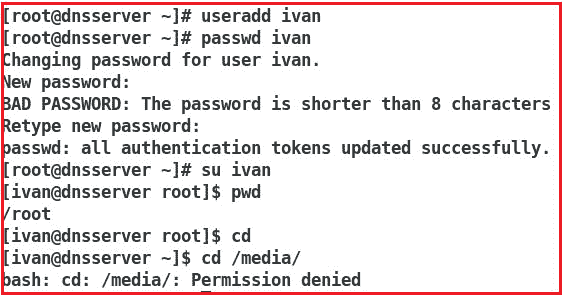 [root@dnsserver ~]# useradd ivan
[root@dnsserver ~]# passwd ivan
Changing password for user ivan.
New password:
BAD PASSWORD: The password is shorter than 8 characters
Retype new password:
passwd: all authentication tokens updated successfully.
[root@dnsserver ~]# su ivan
[ivan@dnsserver root]$ pwd
/root
[ivan@dnsserver root]$ cd
[ivan@dnsserver ~]$ cd /media/
bash: cd: /media/: Permission denied